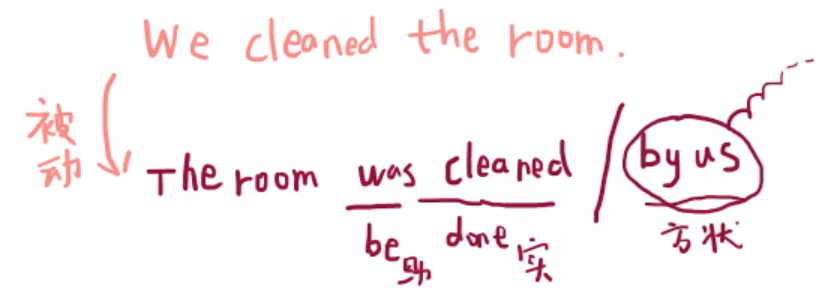 We cleaned the room.
被动
The room was cleaned / by us
be助 done实 方状